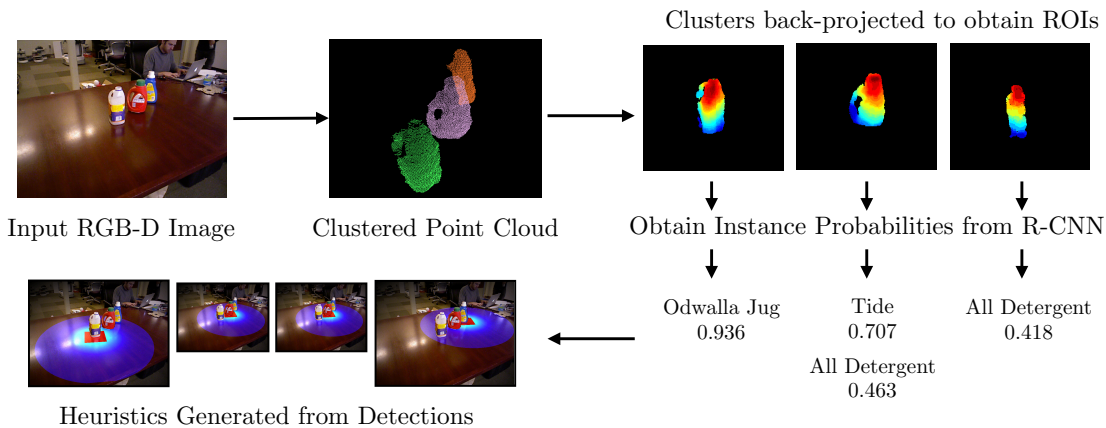 Clusters back-projected to obtain ROIs
Input RGB-D Image
Clustered Point Cloud
Obtain Instance Probabilities from R-CNN
Odwalla Jug
0.936
Tide
0.707
All Detergent
0.463
All Detergent
0.418
Heuristics Generated from Detections